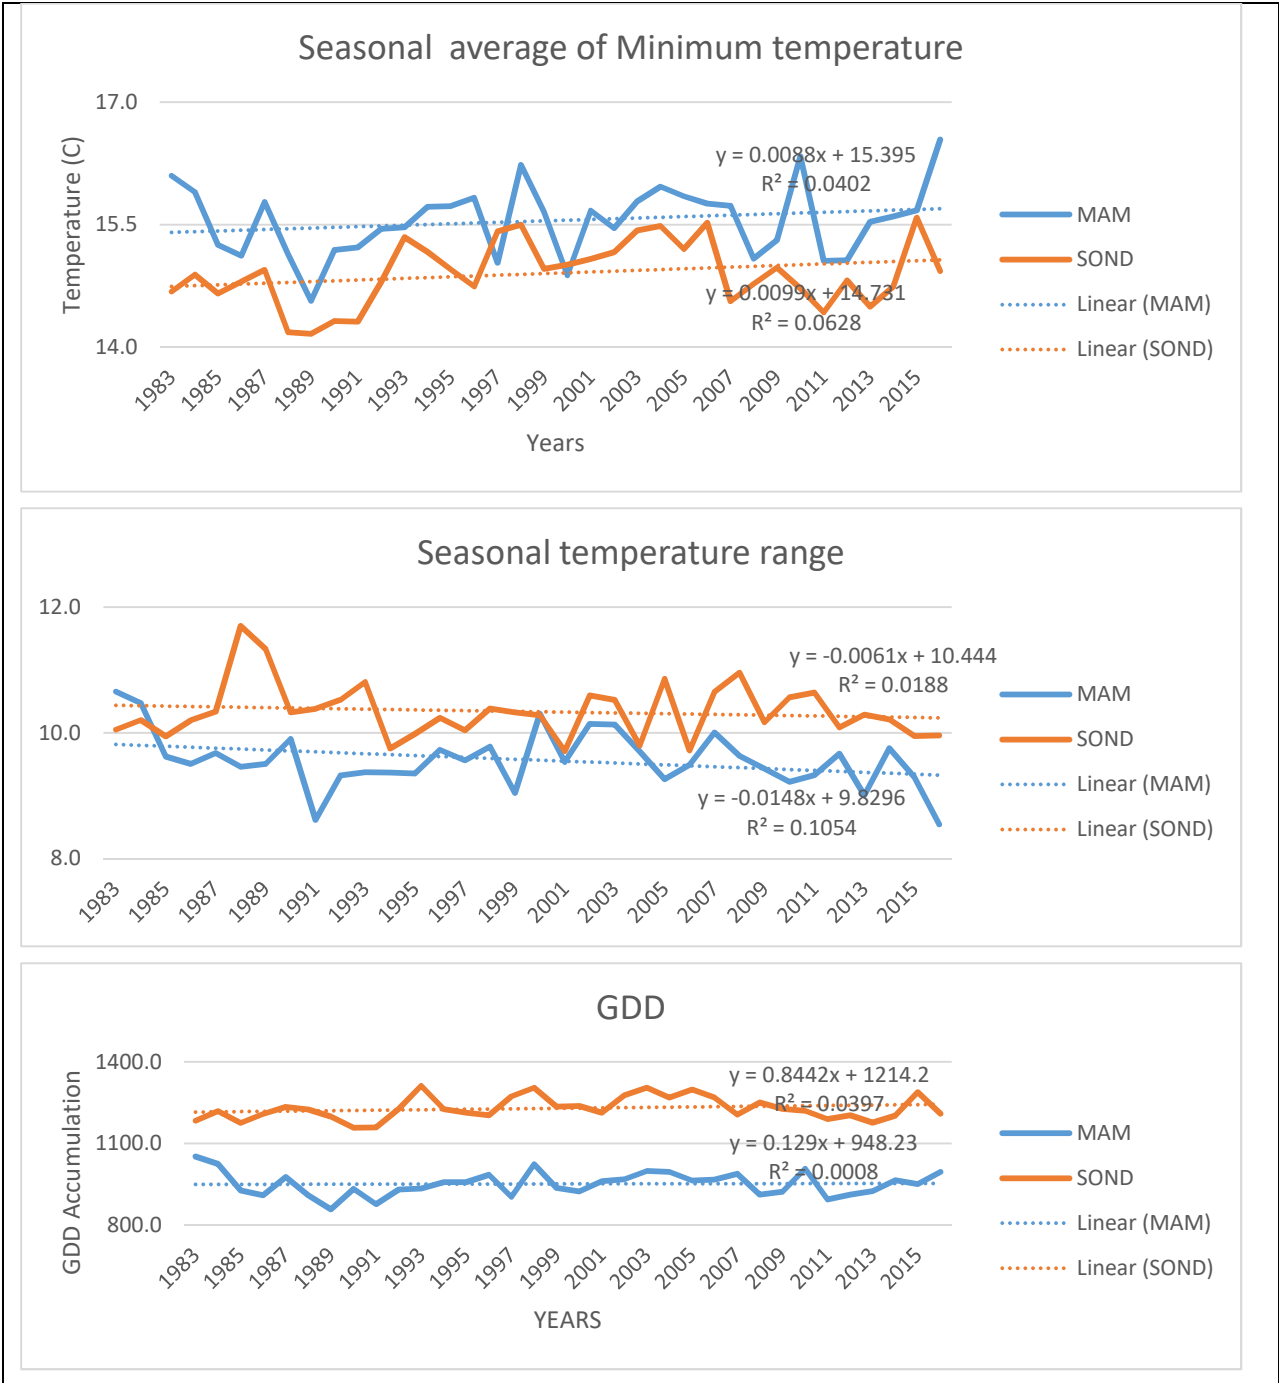 Seasonal  average of Minimum temperature
17.0
15.5
14.0
Temperature (C)
y = 0.0088x + 15.395
R² = 0.0402
y = 0.0099x + 14.731
R² = 0.0628
1983 1985 1987 1989 1991 1993 1995 1997 1999 2001 2003 2005 2007 2009 2011 2013 2015
Years
MAM
SOND
Linear (MAM)
Linear (SOND)
Seasonal temperature range
12.0
10.0
8.0
y = -0.0061x + 10.444
R² = 0.0188
y = -0.0148x + 9.8296
R² = 0.1054
1983 1985 1987 1989 1991 1993 1995 1997 1999 2001 2003 2005 2007 2009 2011 2013 2015
MAM
SOND
Linear (MAM)
Linear (SOND)
GDD
1400.0
1100.0
800.0
GDD Accumulation
y = 0.8442x + 1214.2
R² = 0.0397
y = 0.129x + 948.23
R² = 0.0008
1983 1985 1987 1989 1991 1993 1995 1997 1999 2001 2003 2005 2007 2009 2011 2013 2015
YEARS
MAM
SOND
Linear (MAM)
Linear (SOND)